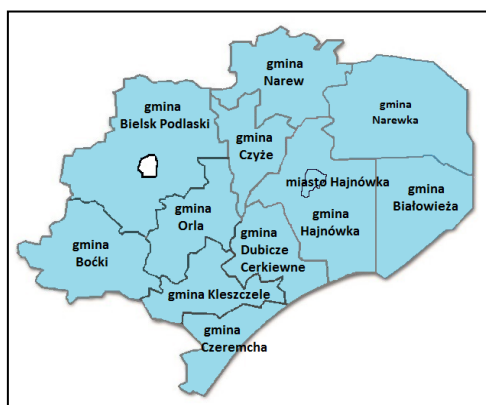 gmina
Narew
gmina
Bielsk Podlaski
gmina
Narewka
gmina
Czyże
miasto Hajnówka
gmina
Białowieża
gmina
Orla
gmina
Hajnówka
gmina
Dubicze
Cerkiewne
gmina
Boćki
gmina Kleszczele
gmina
Czeremcha